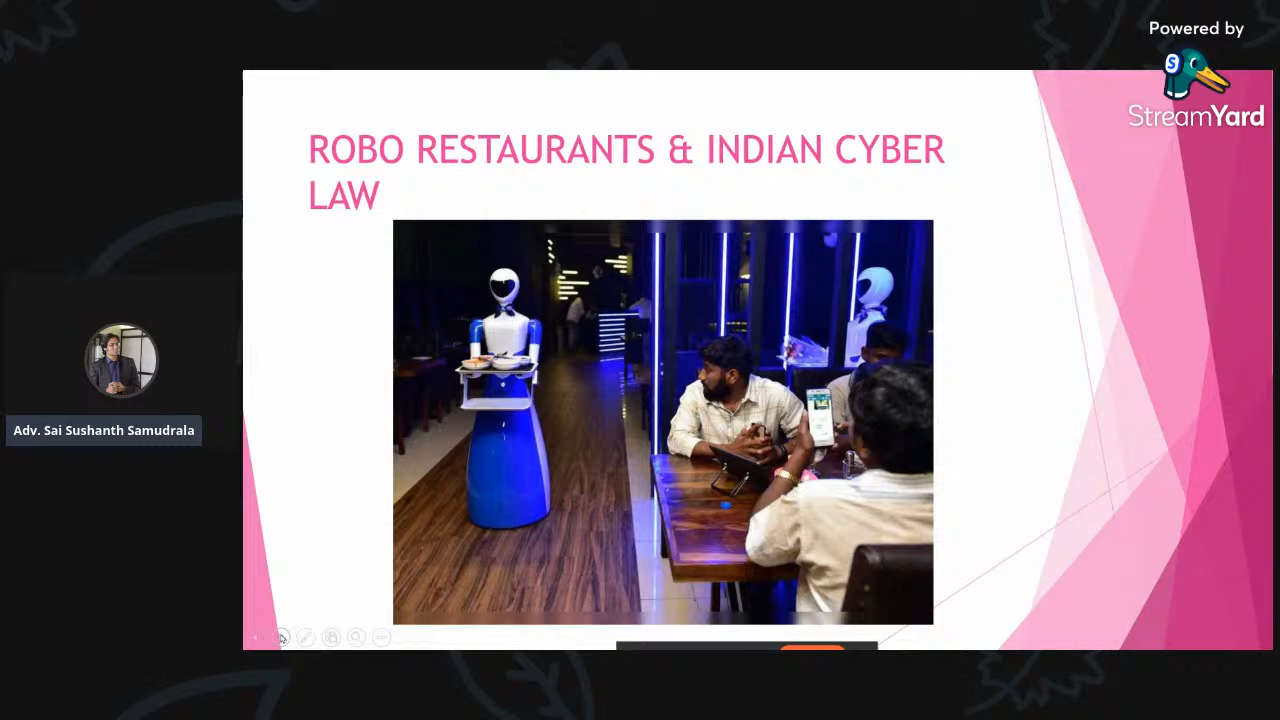 Powered by
S
StreamYard
ROBO RESTAURANTS & INDIAN CYBER
LAW
Adv. Sai Sushanth Samudrala